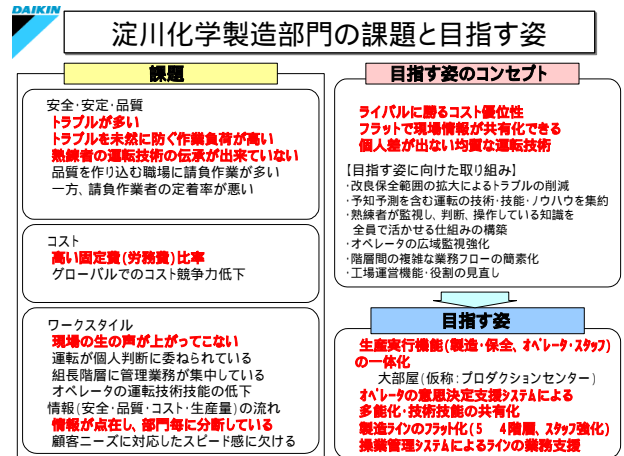 DAIKIN
淀川化学製造部門の課題と目指す姿
課題
安全・安定・品質
トラブルが多い
トラブルを未然に防ぐ作業負荷が高い
熟練者の運転技術の伝承が出来ていない
品質を作り込む職場に請負作業が多い
一方、請負作業者の定着率が悪い
コスト
高い固定費(労務費)比率
グローバルでのコスト競争力低下
ワークスタイル
現場の生の声が上がってこない
運転が個人判断に委ねられている
組長階層に管理業務が集中している
オペレータの運転技術技能の低下
情報(安全・品質・コスト・生産量)の流れ
情報が点在し、部門毎に分断している
顧客ニーズに対応したスピード感に欠ける
目指す姿のコンセプト
ライバルに勝るコスト優位性
フラットで現場情報が共有化できる
個人差が出ない均質な運転技術
【目指す姿に向けた取り組み】
・改良保全範囲の拡大によるトラブルの削減
・予知予測を含む運転の技術・技能・ノウハウを集約
・熟練者が監視し、判断、操作している知識を
全員で活かせる仕組みの構築
・オペレータの広域監視強化
・階層間の複雑な業務フローの簡素化
・工場運営機能・役割の見直し
目指す姿
生産実行機能(製造・保全、オペレータ・スタッフ)
の一体化
大部屋(仮称:プロダクションセンター)
オペレータの意思決定支援システムによる
多能化・技術技能の共有化
製造ラインのフラット化(5 4階層、スタッフ強化)
操業管理システムによるラインの業務支援